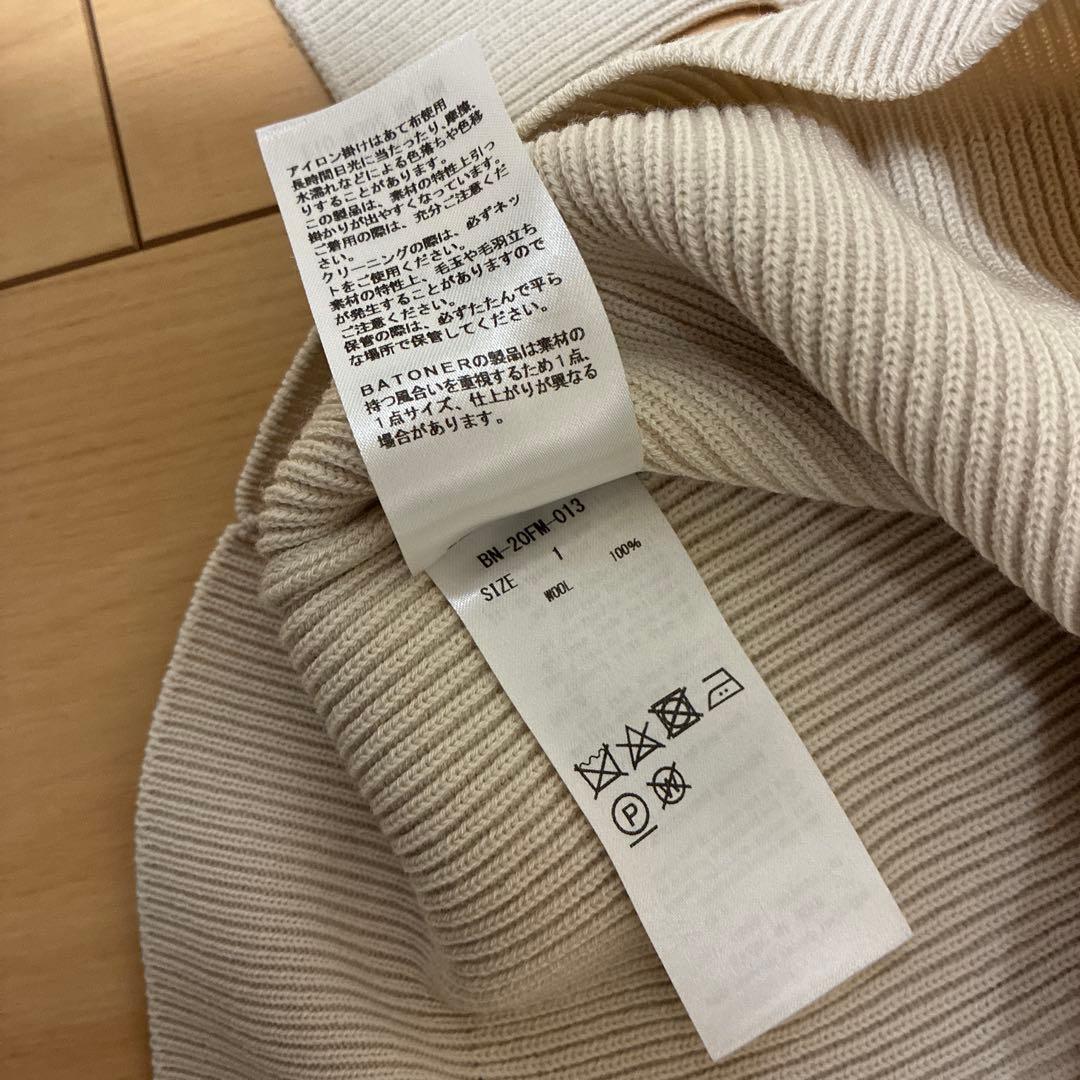 アイロン掛けはあて布使用
長時間日光に当たったり、摩擦、
水濡れなどによる色落ちや色移
りすることがあります。
この製品は、素材の特性上引っ
掛かりが出やすくなっています。
ご着用の際は、充分ご注意くだ
さい。
クリーニングの際は、必ずネッ
トをご使用ください。
素材の特性上、毛玉や毛羽立ち
が発生することがありますので
ご注意ください。
保管の際は、必ずたたんで平ら
な場所で保管してください。
BATONERの製品は素材の
持つ風合いを重視するため1点、
1点サイズ、仕上がりが異なる
場合があります。
BN-20FM-013
SIZE 1
WOOL 100%
P W